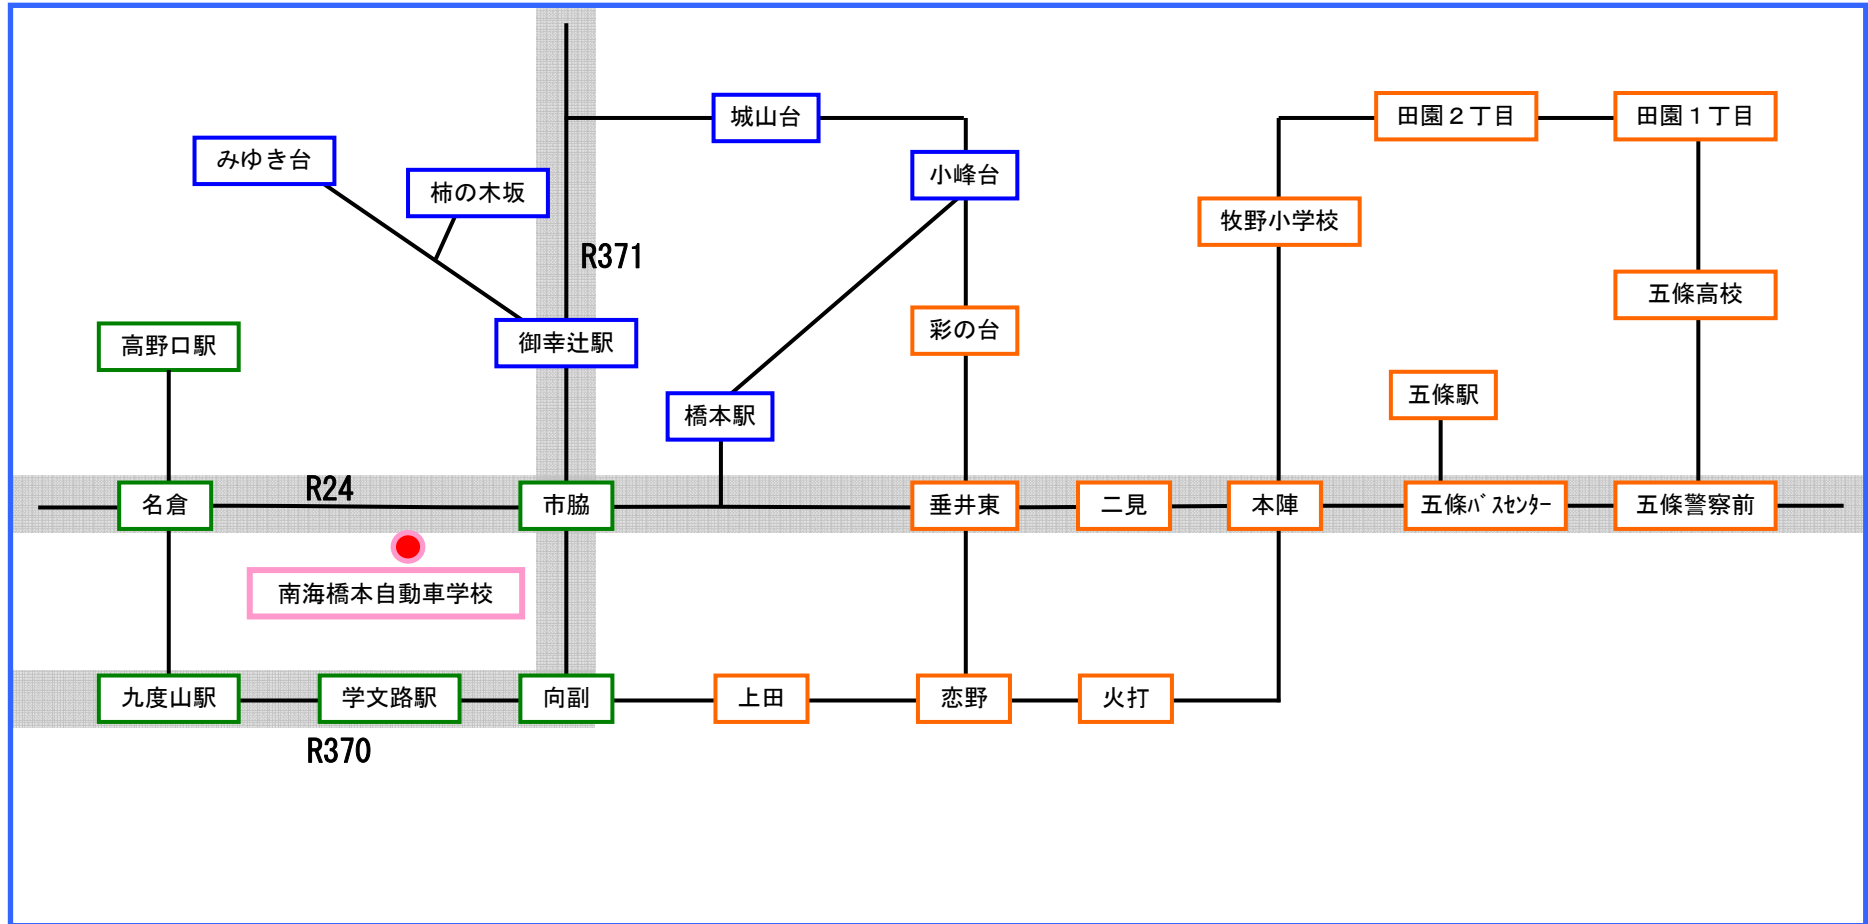 城山台
田園２丁目
田園１丁目
みゆき台
柿の木坂
小峰台
牧野小学校
R371
五條高校
高野口駅
御幸辻駅
彩の台
橋本駅
五條駅
R24
名倉
市脇
垂井東
二見
本陣
五條ﾊﾞｽｾﾝﾀｰ
五條警察前
南海橋本自動車学校
九度山駅
学文路駅
向副
上田
恋野
火打
R370